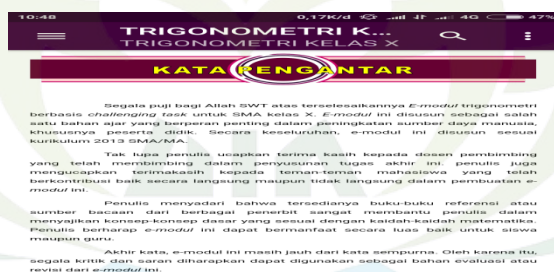 10:48 0,17K/d 4G 47%
TRIGONOMETRI K...
TRIGONOMETRI KELAS X
KATA PENGANTAR
Segala puji bagi Allah SWT atas terselesaikannya E-modul trigonometri
berbasis challenging task untuk SMA kelas X. E-modul ini disusun sebagai salah
satu bahan ajar yang berperan penting dalam peningkatan sumber daya manusia,
khususnya peserta didik. Secara keseluruhan, e-modul ini disusun sesuai
kurikulum 2013 SMA/MA.
Tak lupa penulis ucapkan terima kasih kepada dosen pembimbing
yang telah membimbing dalam penyusunan tugas akhir ini. penulis juga
mengucapkan terimakasih kepada teman-teman mahasiswa yang telah
berkontribusi baik secara langsung maupun tidak langsung dalam pembuatan e-
modul ini.
Penulis menyadari bahwa tersedianya buku-buku referensi atau
sumber bacaan dari berbagai penerbit sangat membantu penulis dalam
menyajikan konsep-konsep dasar yang sesuai dengan kaidah-kaidah matematika.
Penulis berharap e-modul ini dapat bermanfaat secara luas baik untuk siswa
maupun guru.
Akhir kata, e-modul ini masih jauh dari kata sempurna. Oleh karena itu,
segala kritik dan saran diharapkan dapat digunakan sebagai bahan evaluasi atau
revisi dari e-modul ini.